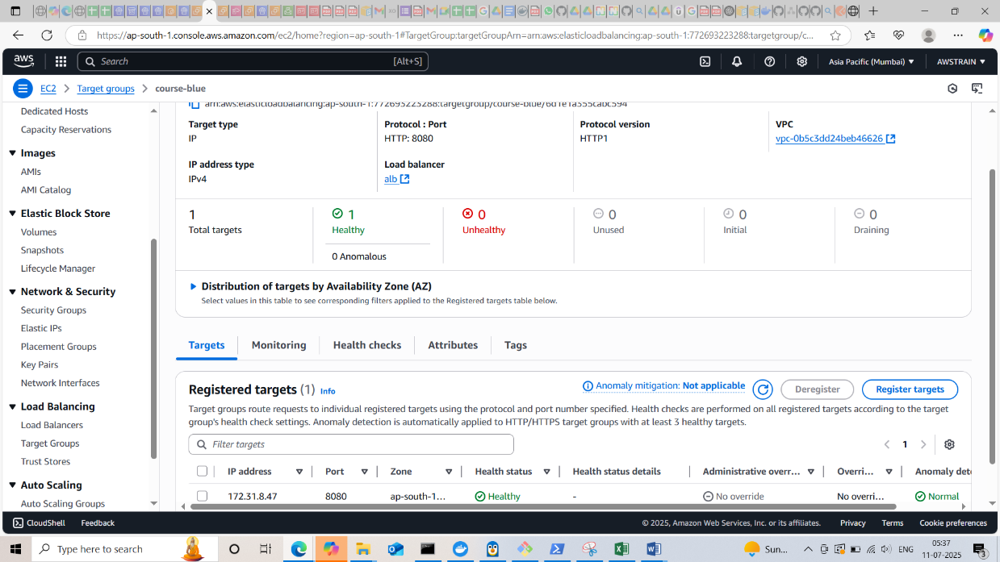 https://ap-south-1.console.aws.amazon.com/ec2/home?region=ap-south-1#TargetGroup:targetGroupArn=arn:aws:elasticloadbalancing:ap-south-1:772693223288:targetgroup/c...
aws
Search [Alt+S]
Asia Pacific (Mumbai)
AWSTRAIN
EC2 > Target groups > course-blue
Dedicated Hosts
Capacity Reservations
Images
AMIs
AMI Catalog
Elastic Block Store
Volumes
Snapshots
Lifecycle Manager
Network & Security
Security Groups
Elastic IPs
Placement Groups
Key Pairs
Network Interfaces
Load Balancing
Load Balancers
Target Groups
Trust Stores
Auto Scaling
Auto Scaling Groups
Target type Protocol : Port Protocol version VPC
IP HTTP: 8080 HTTP1 vpc-0b5c3dd24beb46626
IP address type Load balancer
IPv4 alb
1 1 0 0 0 0
Total targets Healthy Unhealthy Unused Initial Draining
0 Anomalous
Distribution of targets by Availability Zone (AZ)
Select values in this table to see corresponding filters applied to the Registered targets table below.
Targets Monitoring Health checks Attributes Tags
Registered targets (1) Info Anomaly mitigation: Not applicable Deregister Register targets
Target groups route requests to individual registered targets using the protocol and port number specified. Health checks are performed on all registered targets according to the target
group's health check settings. Anomaly detection is automatically applied to HTTP/HTTPS target groups with at least 3 healthy targets.
Filter targets 1
IP address Port Zone Health status Health status details Administrative overr... Overri... Anomaly det
172.31.8.47 8080 ap-south-1... Healthy - No override No overri... Normal
CloudShell Feedback © 2025, Amazon Web Services, Inc. or its affiliates. Privacy Terms Cookie preferences
Type here to search Sun... ENG 05:37
11-07-2025 3